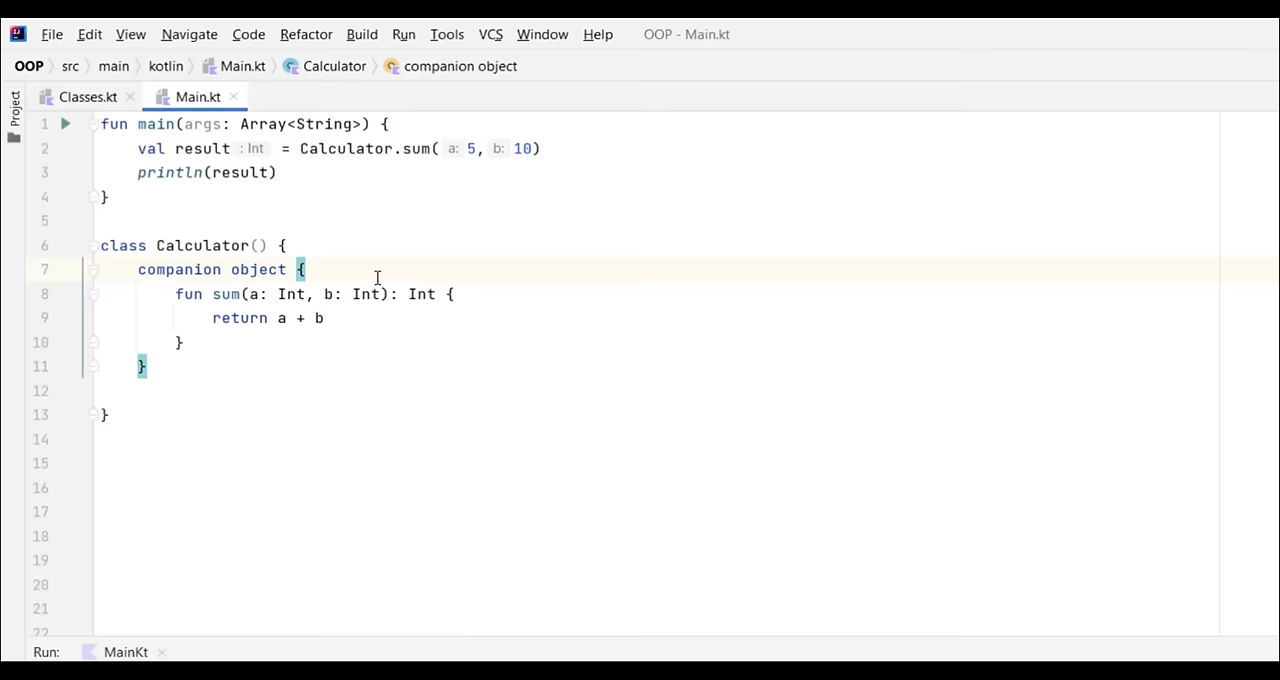 File Edit View Navigate Code Refactor Build Run Tools VCS Window Help OOP - Main.kt
OOP src main kotlin Main.kt Calculator companion object
Project
Classes.kt Main.kt
1 fun main(args: Array<String>) {
2 val result : Int = Calculator.sum( a: 5, b: 10)
3 println(result)
4 }
5
6 class Calculator() {
7 companion object {
8 fun sum(a: Int, b: Int): Int {
9 return a + b
10 }
11 }
12
13 }
14
15
16
17
18
19
20
21
22
Run: MainKt